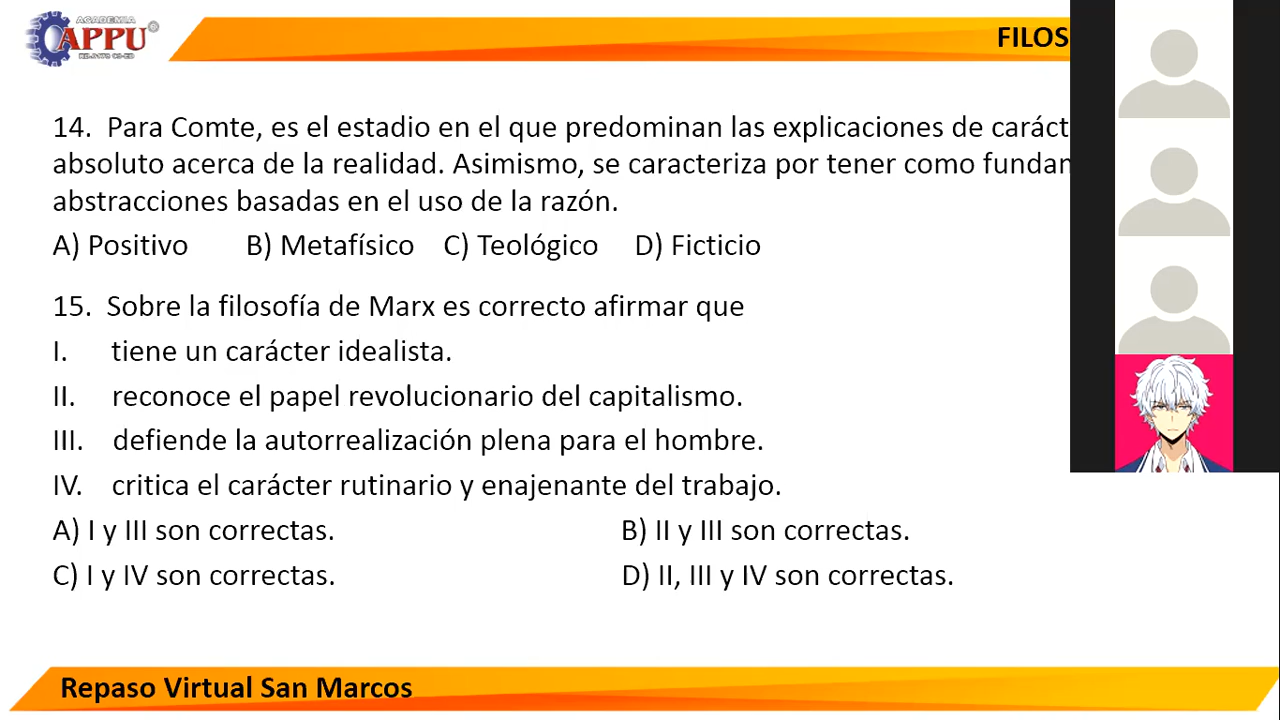 ACADEMIA
APPU
FILOS
14. Para Comte, es el estadio en el que predominan las explicaciones de caráct
absoluto acerca de la realidad. Asimismo, se caracteriza por tener como fundan
abstracciones basadas en el uso de la razón.
A) Positivo B) Metafísico C) Teológico D) Ficticio
15. Sobre la filosofía de Marx es correcto afirmar que
I. tiene un carácter idealista.
II. reconoce el papel revolucionario del capitalismo.
III. defiende la autorrealización plena para el hombre.
IV. critica el carácter rutinario y enajenante del trabajo.
A) I y III son correctas. B) II y III son correctas.
C) I y IV son correctas. D) II, III y IV son correctas.
Repaso Virtual San Marcos